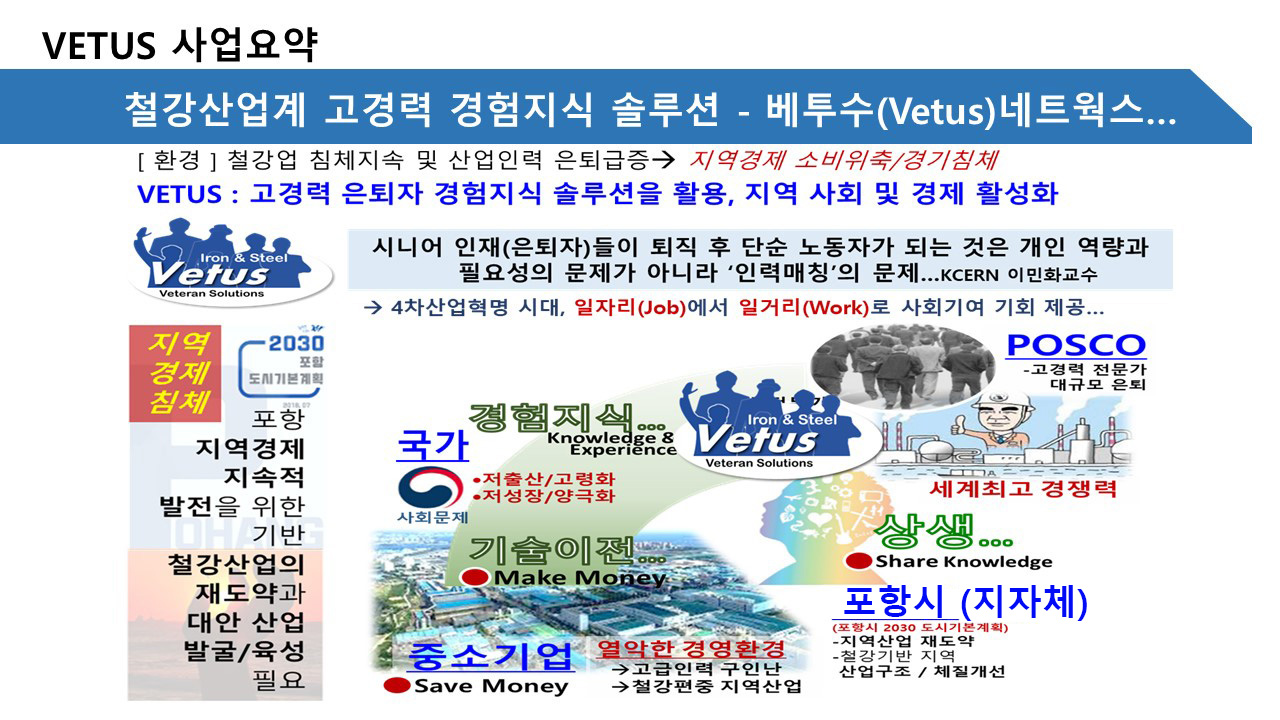 VETUS 사업요약
철강산업계 고경력 경험지식 솔루션 - 베투수(Vetus)네트웍스...
[ 환경 ] 철강업 침체지속 및 산업인력 은퇴급증→ 지역경제 소비위축/경기침체
VETUS : 고경력 은퇴자 경험지식 솔루션을 활용, 지역 사회 및 경제 활성화
Iron & Steel
Vetus
Veteran Solutions
시니어 인재(은퇴자)들이 퇴직 후 단순 노동자가 되는 것은 개인 역량과
필요성의 문제가 아니라 ‘인력매칭’의 문제...KCERN 이민화교수
→ 4차산업혁명 시대, 일자리(Job)에서 일거리(Work)로 사회기여 기회 제공...
지역
경제
침체
2030
포항
도시기본계획
포항
지역경제
지속적
발전을 위한
기반
철강산업의
재도약과
대안 산업
발굴/육성
필요
POSCO
-고경력 전문가
대규모 은퇴
경험지식...
Knowledge &
Experience
Iron & Steel
Vetus
Veteran Solutions
국가
•저출산/고령화
•저성장/양극화
사회문제
세계최고 경쟁력
기술이전...
Make Money
상생...
Share Knowledge
포항시 (지자체)
(포항시 2030 도시기본계획)
-지역산업 재도약
-철강기반 지역
산업구조 / 체질개선
중소기업
Save Money
열악한 경영환경
→고급인력 구인난
→철강편중 지역산업